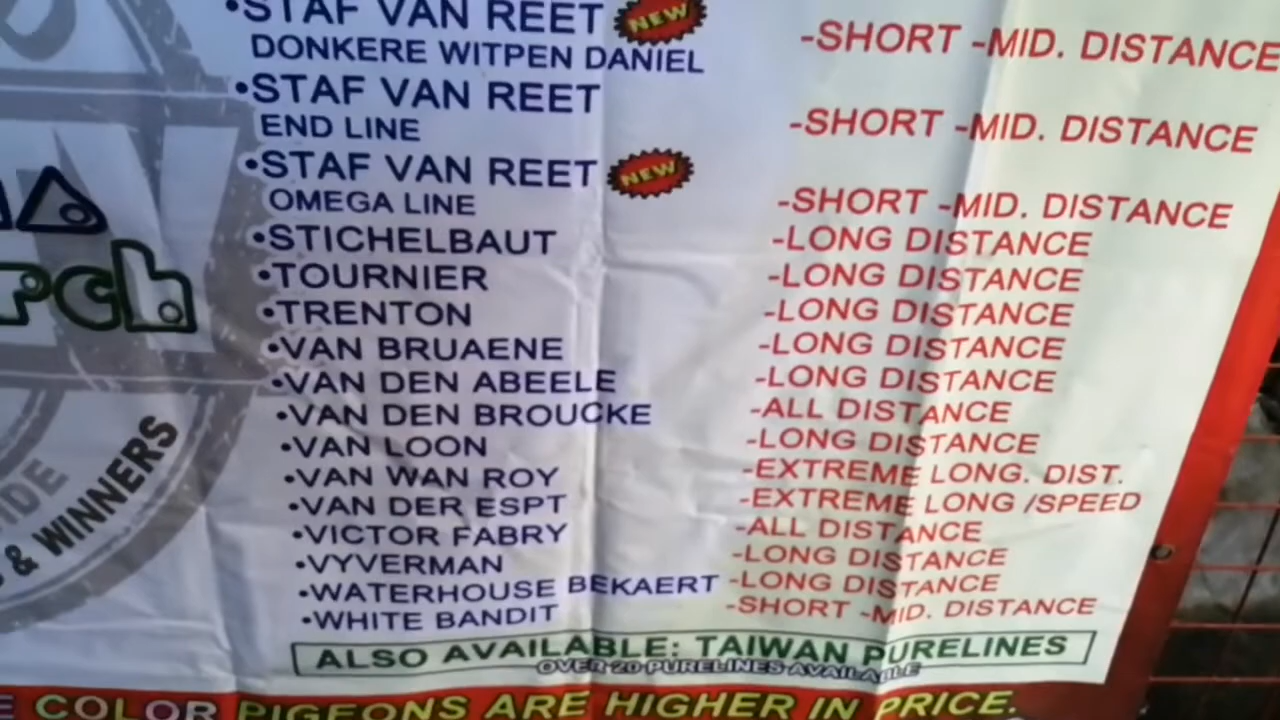 •STAF VAN REET NEW
DONKERE WITPEN DANIEL -SHORT -MID. DISTANCE
•STAF VAN REET
END LINE -SHORT -MID. DISTANCE
•STAF VAN REET NEW
OMEGA LINE -SHORT -MID. DISTANCE
•STICHELBAUT -LONG DISTANCE
•TOURNIER -LONG DISTANCE
•TRENTON -LONG DISTANCE
•VAN BRUAENE -LONG DISTANCE
•VAN DEN ABEELE -LONG DISTANCE
•VAN DEN BROUCKE -ALL DISTANCE
•VAN LOON -LONG DISTANCE
•VAN WAN ROY -EXTREME LONG. DIST.
•VAN DER ESPT -EXTREME LONG /SPEED
•VICTOR FABRY -ALL DISTANCE
•VYVERMAN -LONG DISTANCE
•WATERHOUSE BEKAERT -LONG DISTANCE
•WHITE BANDIT -SHORT -MID. DISTANCE
& WINNERS
ALSO AVAILABLE: TAIWAN PURELINES
OVER 20 PURELINES AVAILABLE
COLOR PIGEONS ARE HIGHER IN PRICE.